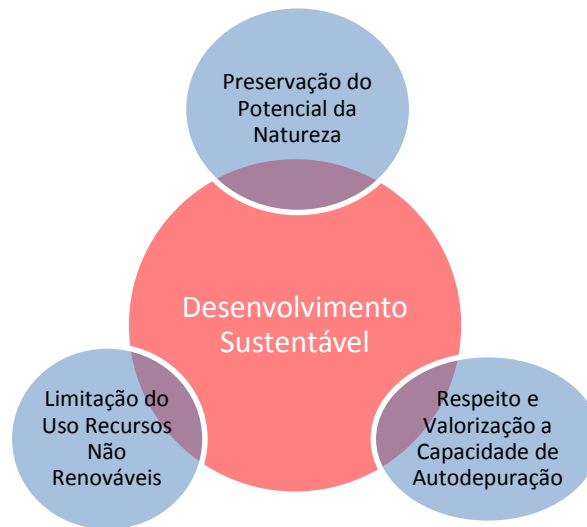 Preservação do
Potencial da
Natureza
Desenvolvimento
Sustentável
Limitação do
Uso Recursos
Não
Renováveis
Respeito e
Valorização a
Capacidade de
Autodepuração